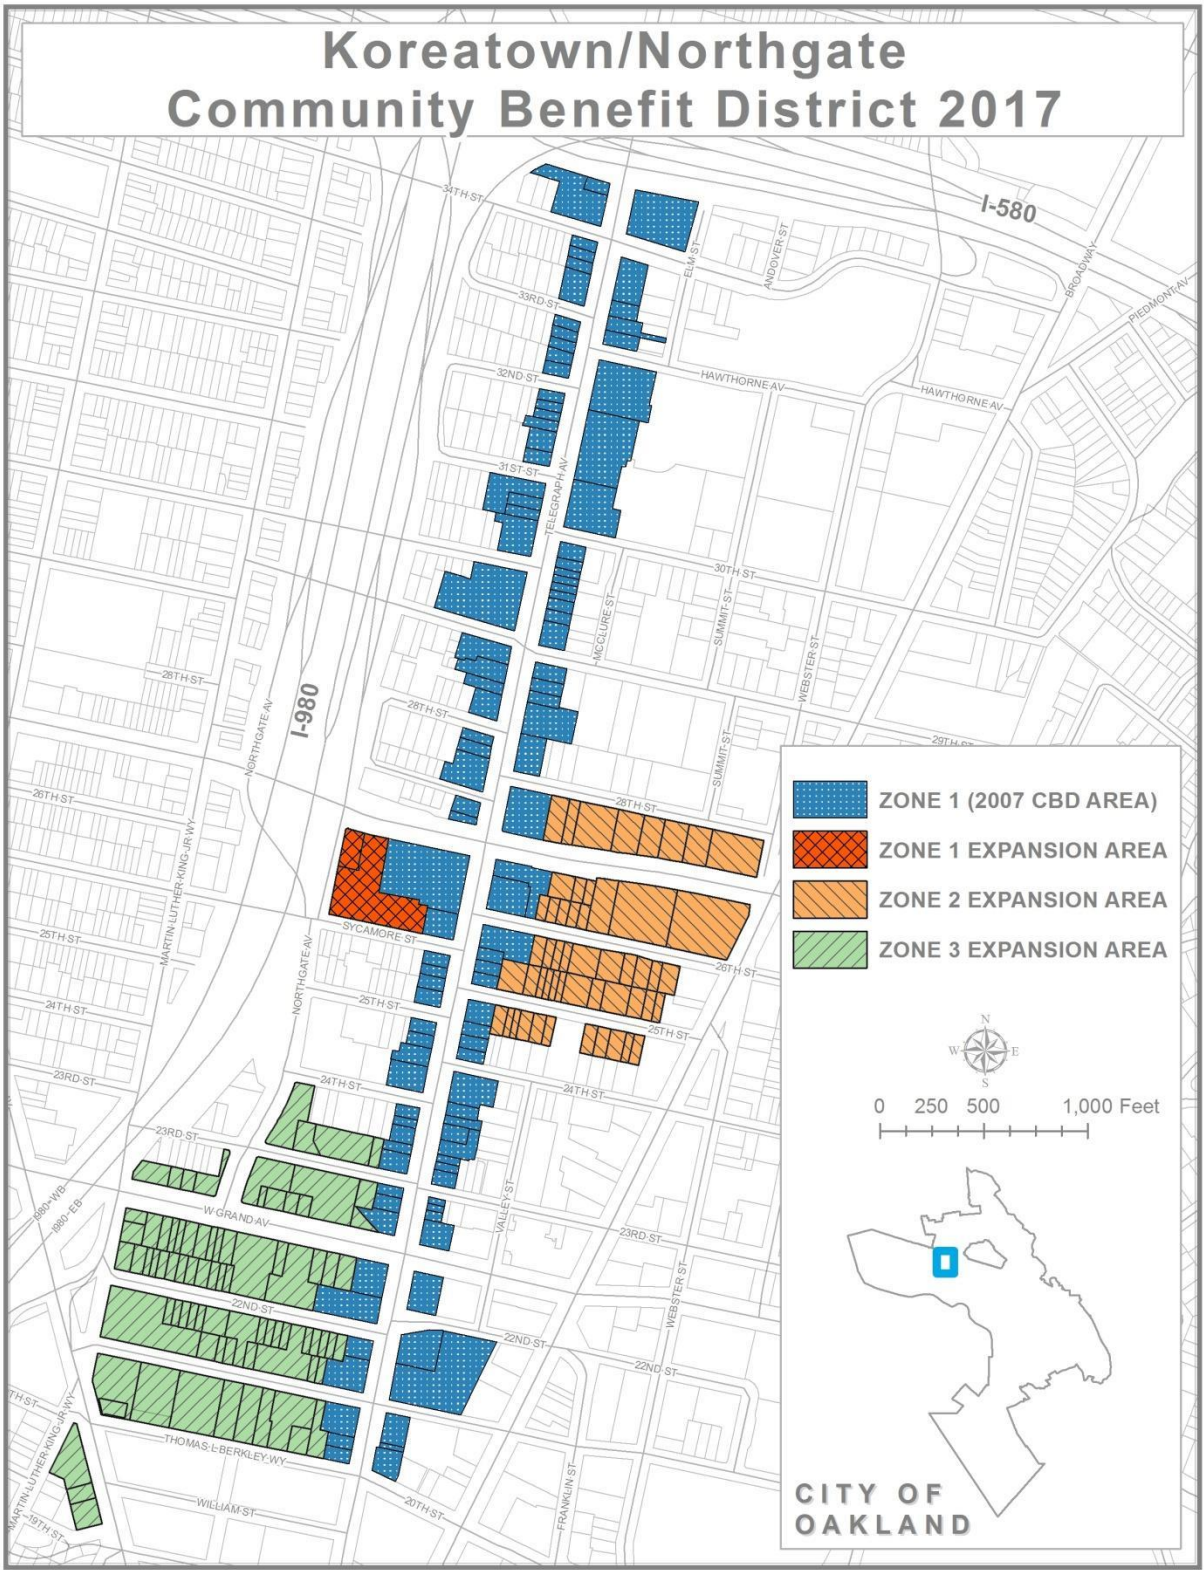 Koreatown/Northgate
Community Benefit District 2017
I-580
34TH ST
ELM ST
ANDOVER ST
BROADWAY
PIEDMONT AV
33RD ST
32ND ST
HAWTHORNE AV
HAWTHORNE AV
31ST ST
TELEGRAPH AV
30TH ST
MCCLURE ST
SUMMIT ST
WEBSTER ST
28TH ST
NORTHGATE AV
I-980
28TH ST
SUMMIT ST
29TH ST
26TH ST
28TH ST
MARTIN LUTHER KING JR WY
SYCAMORE ST
25TH ST
NORTHGATE AV
26TH ST
24TH ST
25TH ST
25TH ST
23RD ST
24TH ST
24TH ST
23RD ST
VALLEY ST
I980-WB
I980-EB
W GRAND AV
23RD ST
WEBSTER ST
22ND ST
22ND ST
22ND ST
TH ST
MARTIN LUTHER KING JR WY
THOMAS L BERKLEY WY
WILLIAM ST
20TH ST
FRANKLIN ST
19TH ST
ZONE 1 (2007 CBD AREA)
ZONE 1 EXPANSION AREA
ZONE 2 EXPANSION AREA
ZONE 3 EXPANSION AREA
N
W E
S
0 250 500 1,000 Feet
CITY OF
OAKLAND